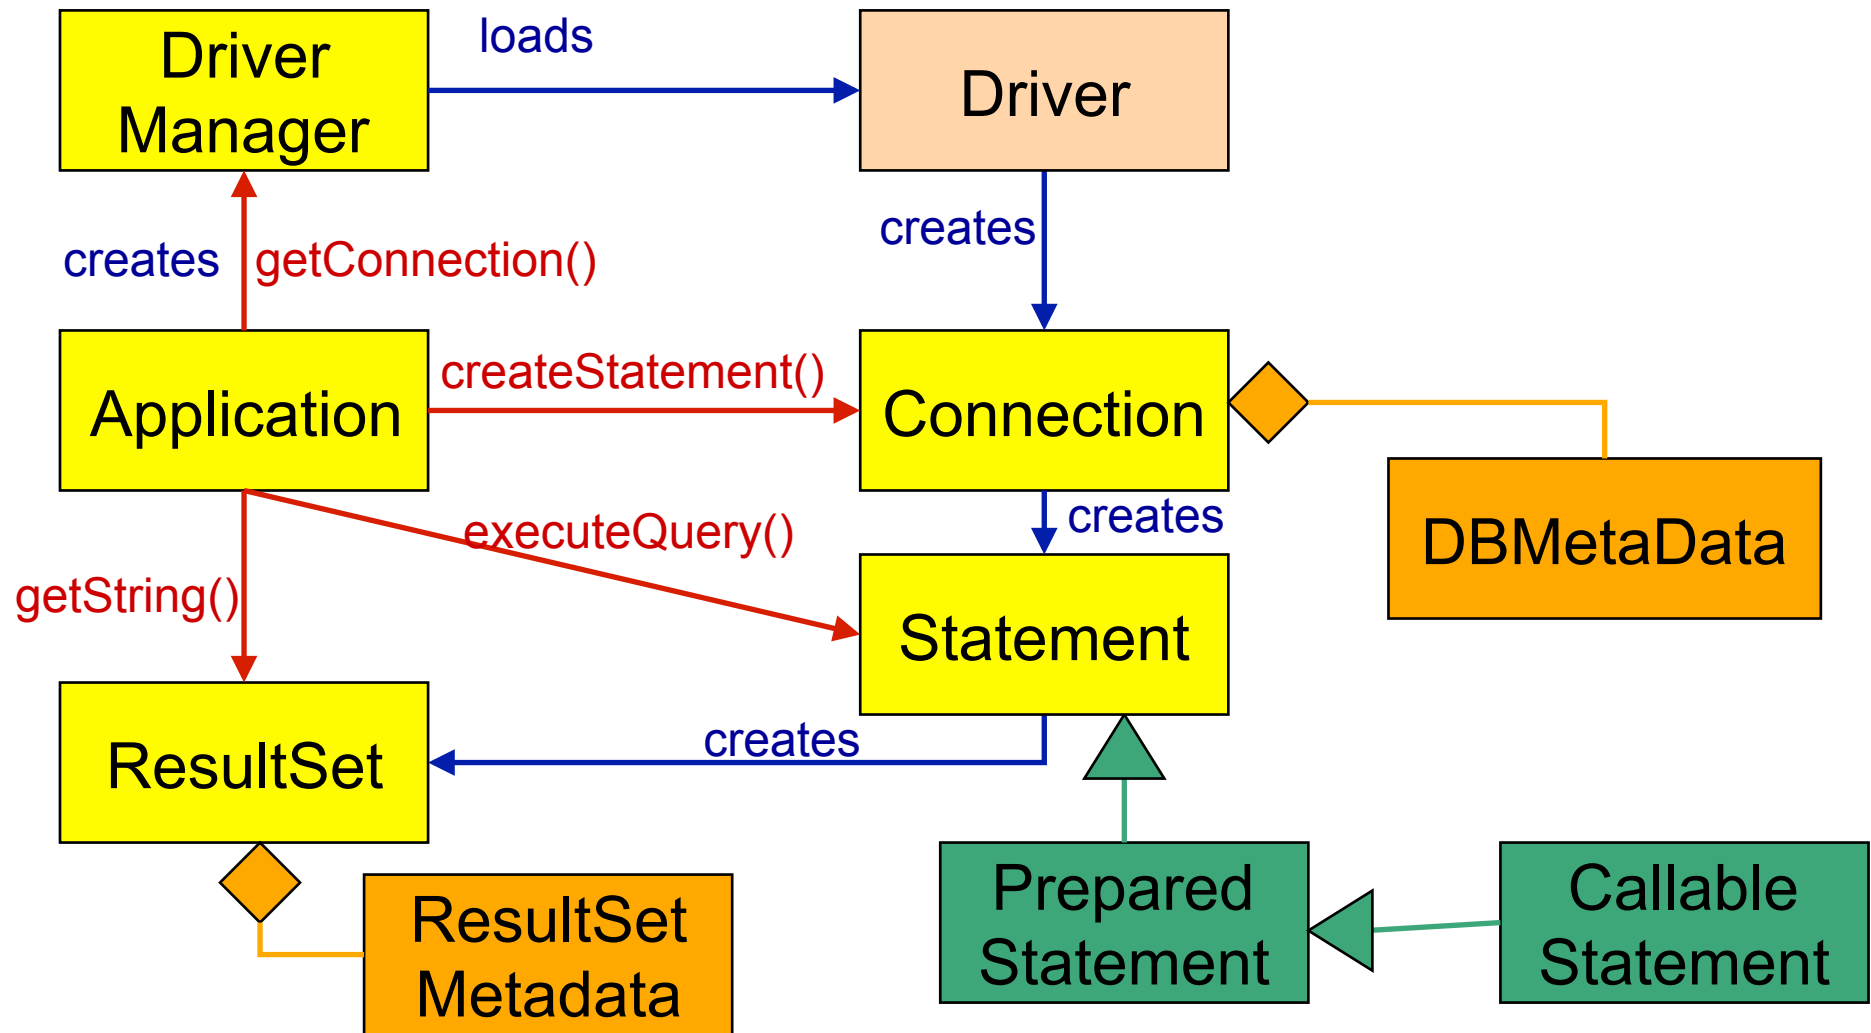 Driver
Manager
loads
Driver
creates
getConnection()
creates
Application
createStatement()
Connection
executeQuery()
creates
DBMetaData
getString()
Statement
ResultSet
creates
ResultSet
Metadata
Prepared
Statement
Callable
Statement